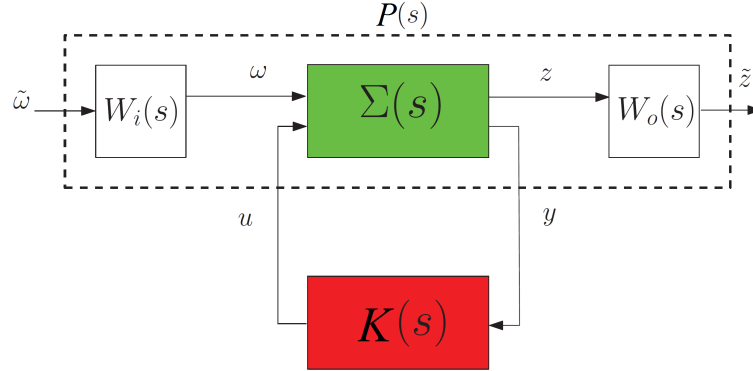 P(s)
ω̃ W_i(s) ω Σ(s) z W_o(s) z̃
u y
K(s)